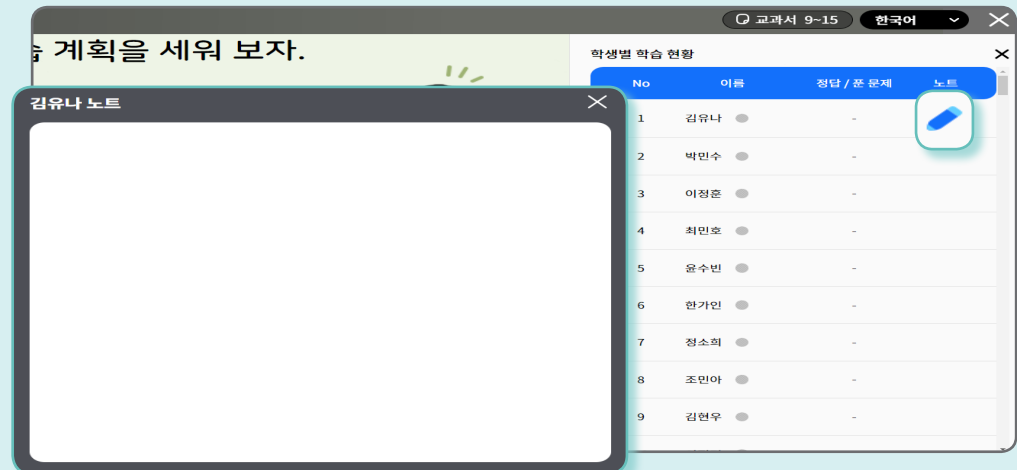 교과서 9~15 한국어
습 계획을 세워 보자.
학생별 학습 현황
No 이름 정답 / 푼 문제 노트
김유나 노트
1 김유나 -
2 박민수 -
3 이정훈 -
4 최민호 -
5 윤수빈 -
6 한가인 -
7 정소희 -
8 조민아 -
9 김현우 -